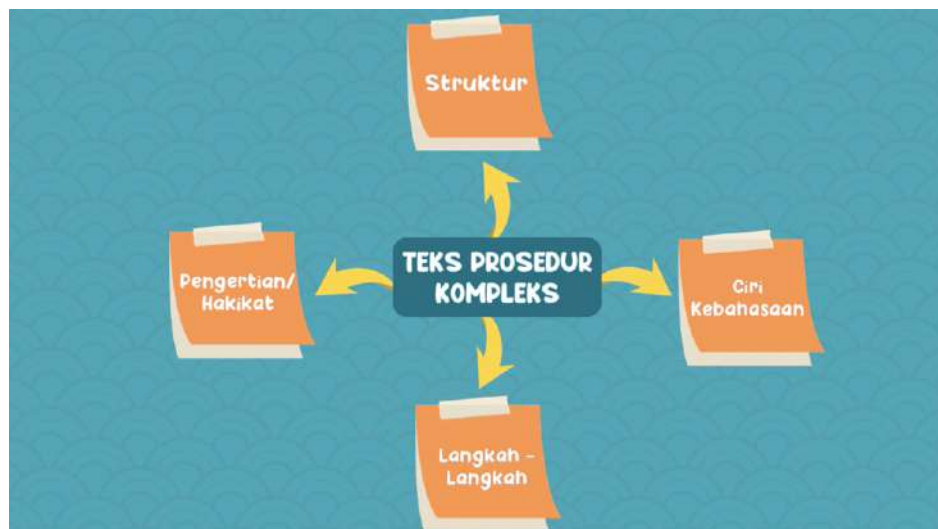 Struktur
TEKS PROSEDUR
KOMPLEKS
Pengertian/
Hakikat
Ciri
Kebahasaan
Langkah -
Langkah